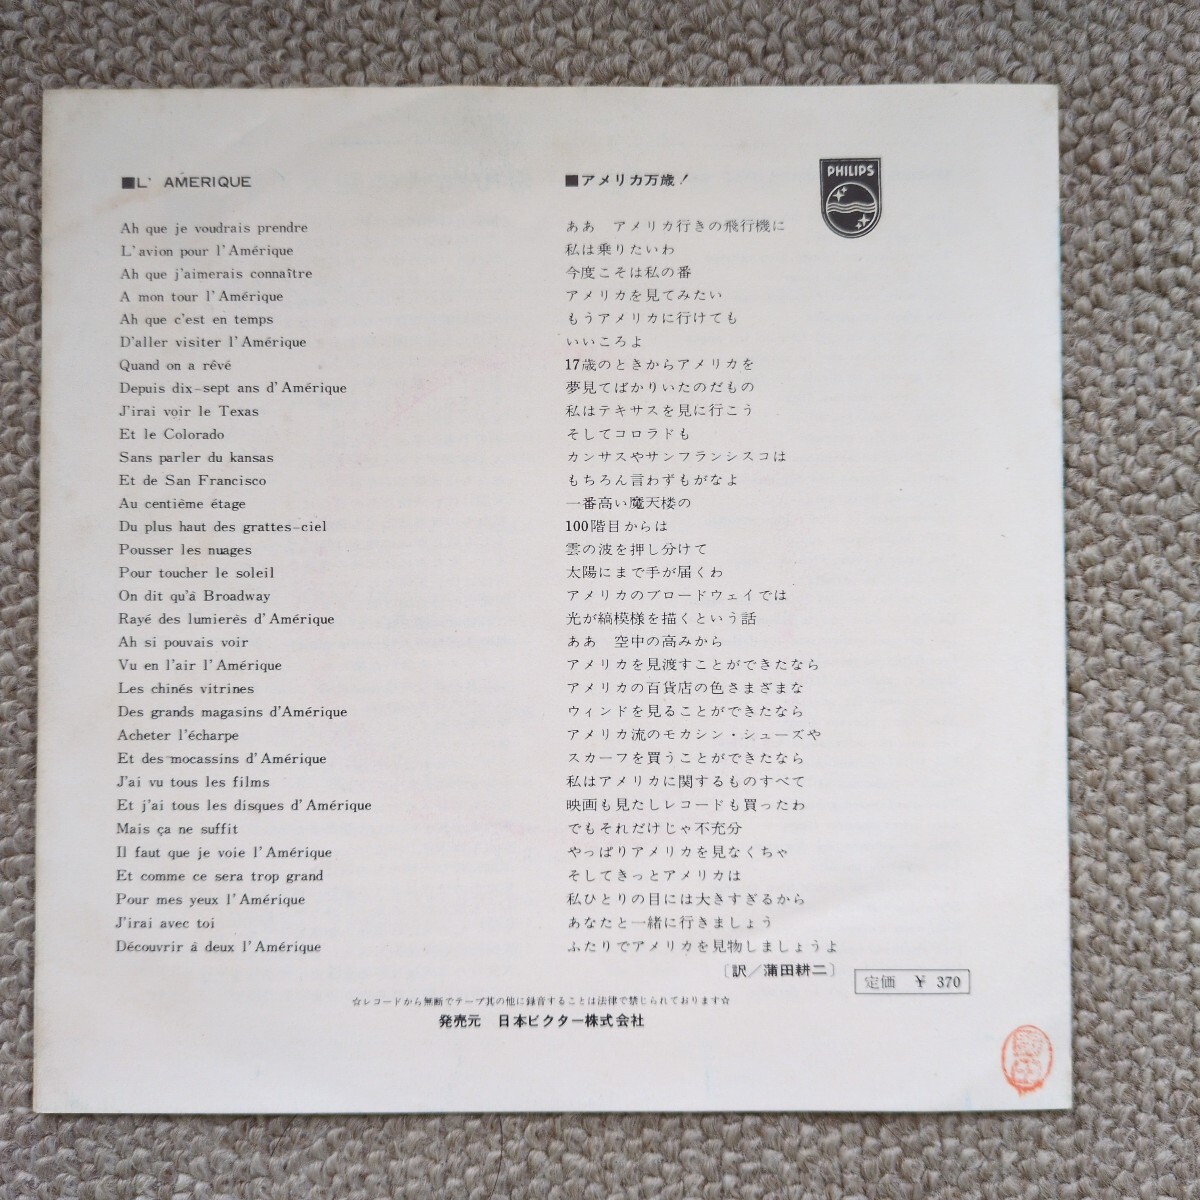 ■L' AMERIQUE
Ah que je voudrais prendre
L'avion pour l'Amérique
Ah que j'aimerais connaître
A mon tour l'Amérique
Ah que c'est en temps
D'aller visiter l'Amérique
Quand on a rêvé
Depuis dix-sept ans d'Amérique
J'irai voir le Texas
Et le Colorado
Sans parler du kansas
Et de San Francisco
Au centiême étage
Du plus haut des grattes-ciel
Pousser les nuages
Pour toucher le soleil
On dit qu'â Broadway
Rayé des lumierês d'Amérique
Ah si pouvais voir
Vu en l'air l'Amérique
Les chinés vitrines
Des grands magasins d'Amérique
Acheter l'écharpe
Et des mocassins d'Amérique
J'ai vu tous les films
Et j'ai tous les disques d'Amérique
Mais ça ne suffit
Il faut que je voie l'Amérique
Et comme ce sera trop grand
Pour mes yeux l'Amérique
J'irai avec toi
Découvrir â deux l'Amérique
■アメリカ万歳!
ああ アメリカ行きの飛行機に
私は乗りたいわ
今度こそは私の番
アメリカを見てみたい
もうアメリカに行けても
いいころよ
17歳のときからアメリカを
夢見てばかりいたのだもの
私はテキサスを見に行こう
そしてコロラドも
カンサスやサンフランシスコは
もちろん言わずもがなよ
一番高い魔天楼の
100階目からは
雲の波を押し分けて
太陽にまで手が届くわ
アメリカのブロードウェイでは
光が縞模様を描くという話
ああ 空中の高みから
アメリカを見渡すことができたなら
アメリカの百貨店の色さまざまな
ウィンドを見ることができたなら
アメリカ流のモカシン・シューズや
スカーフを買うことができたなら
私はアメリカに関するものすべて
映画も見たしレコードも買ったわ
でもそれだけじゃ不充分
やっぱりアメリカを見なくちゃ
そしてきっとアメリカは
私ひとりの目には大きすぎるから
あなたと一緒に行きましょう
ふたりでアメリカを見物しましょうよ
〔訳/蒲田耕二〕
PHILIPS
定価 ¥ 370
☆レコードから無断でテープ其の他に録音することは法律で禁じられております☆
発売元 日本ビクター株式会社